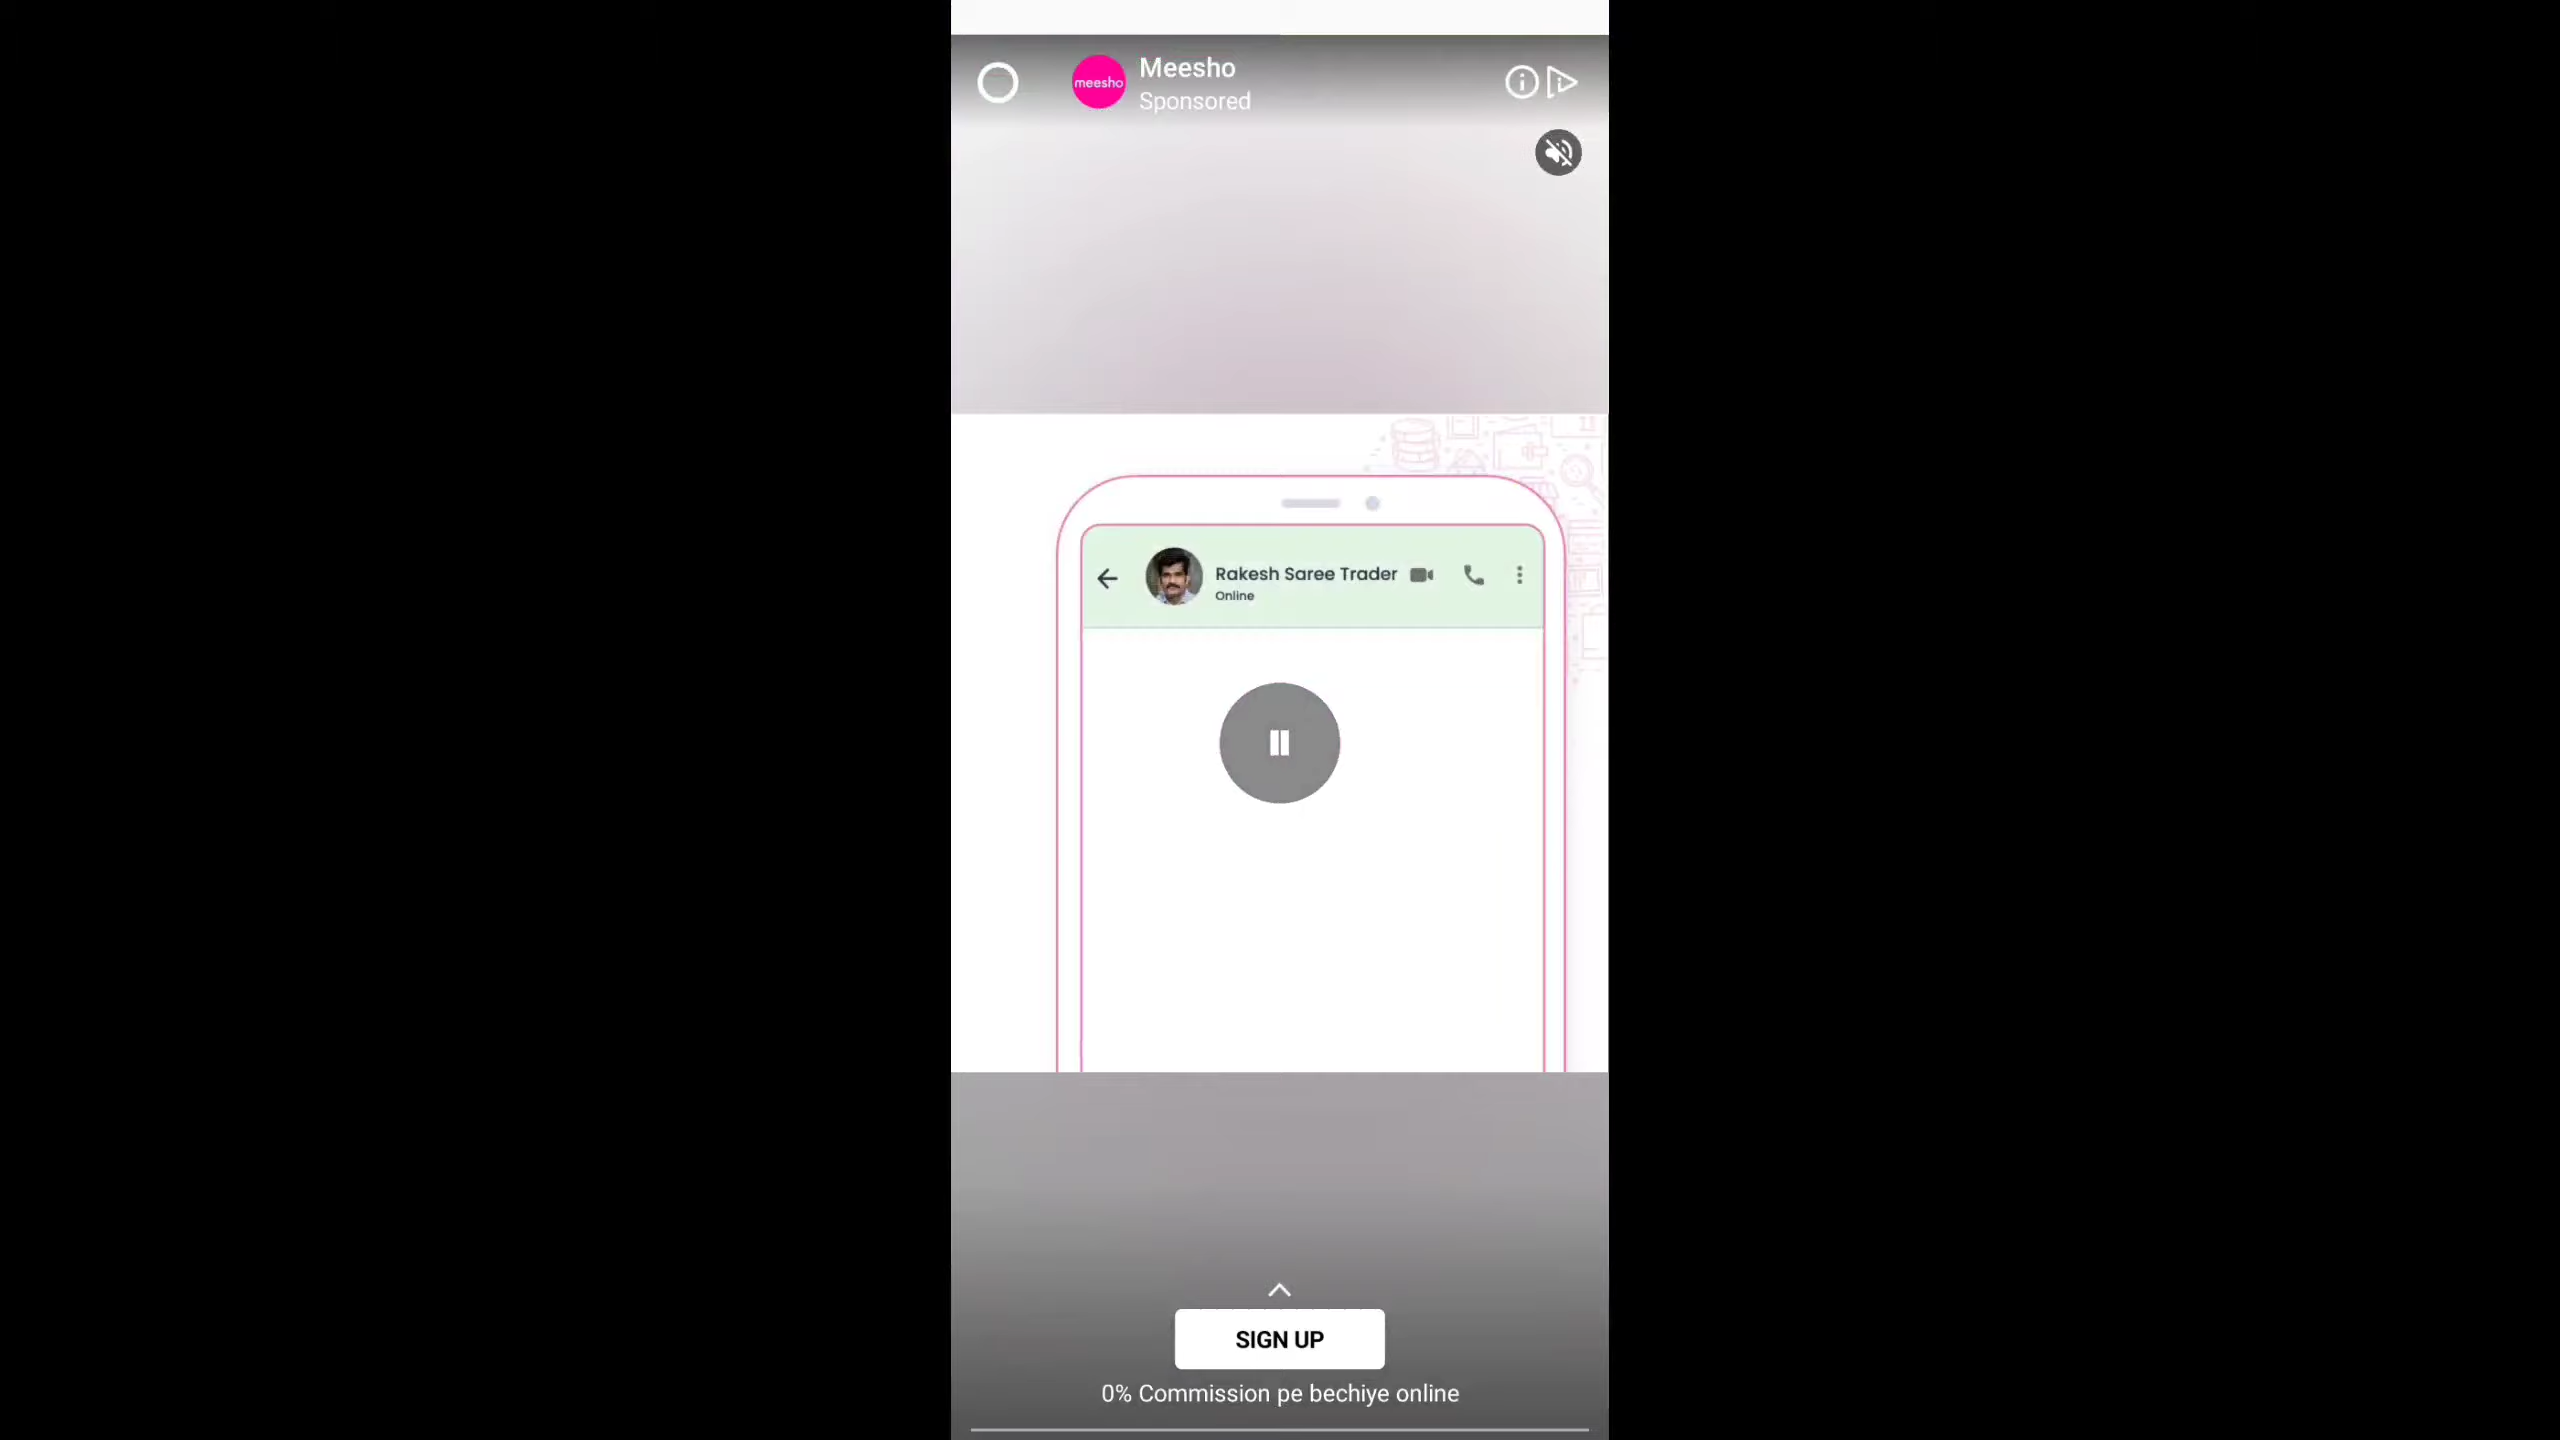 meesho
Meesho
Sponsored
Rakesh Saree Trader
Online
SIGN UP
0% Commission pe bechiye online